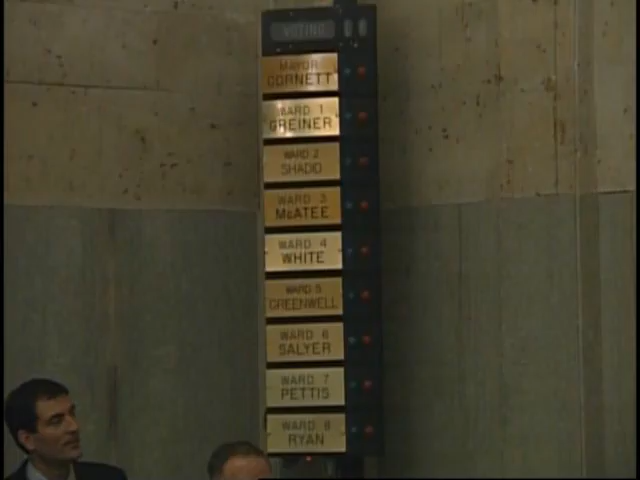 VOTING
MAYOR
CORNETT
WARD 1
GREINER
WARD 2
SHADID
WARD 3
McATEE
WARD 4
WHITE
WARD 5
GREENWELL
WARD 6
SALYER
WARD 7
PETTIS
WARD 8
RYAN